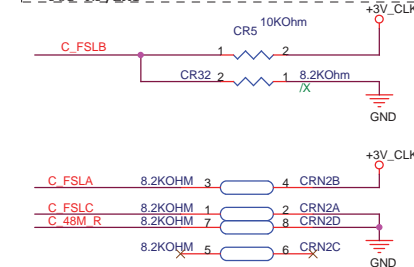 +3V_CLK
10KOhm
CR5
C_FSLB 1 2
CR32 2 1 8.2KOhm
/X
GND
+3V_CLK
C_FSLA 8.2KOHM 3 4 CRN2B
C_FSLC 8.2KOHM 1 2 CRN2A
C_48M_R 8.2KOHM 7 8 CRN2D
8.2KOHM 5 6 CRN2C
GND